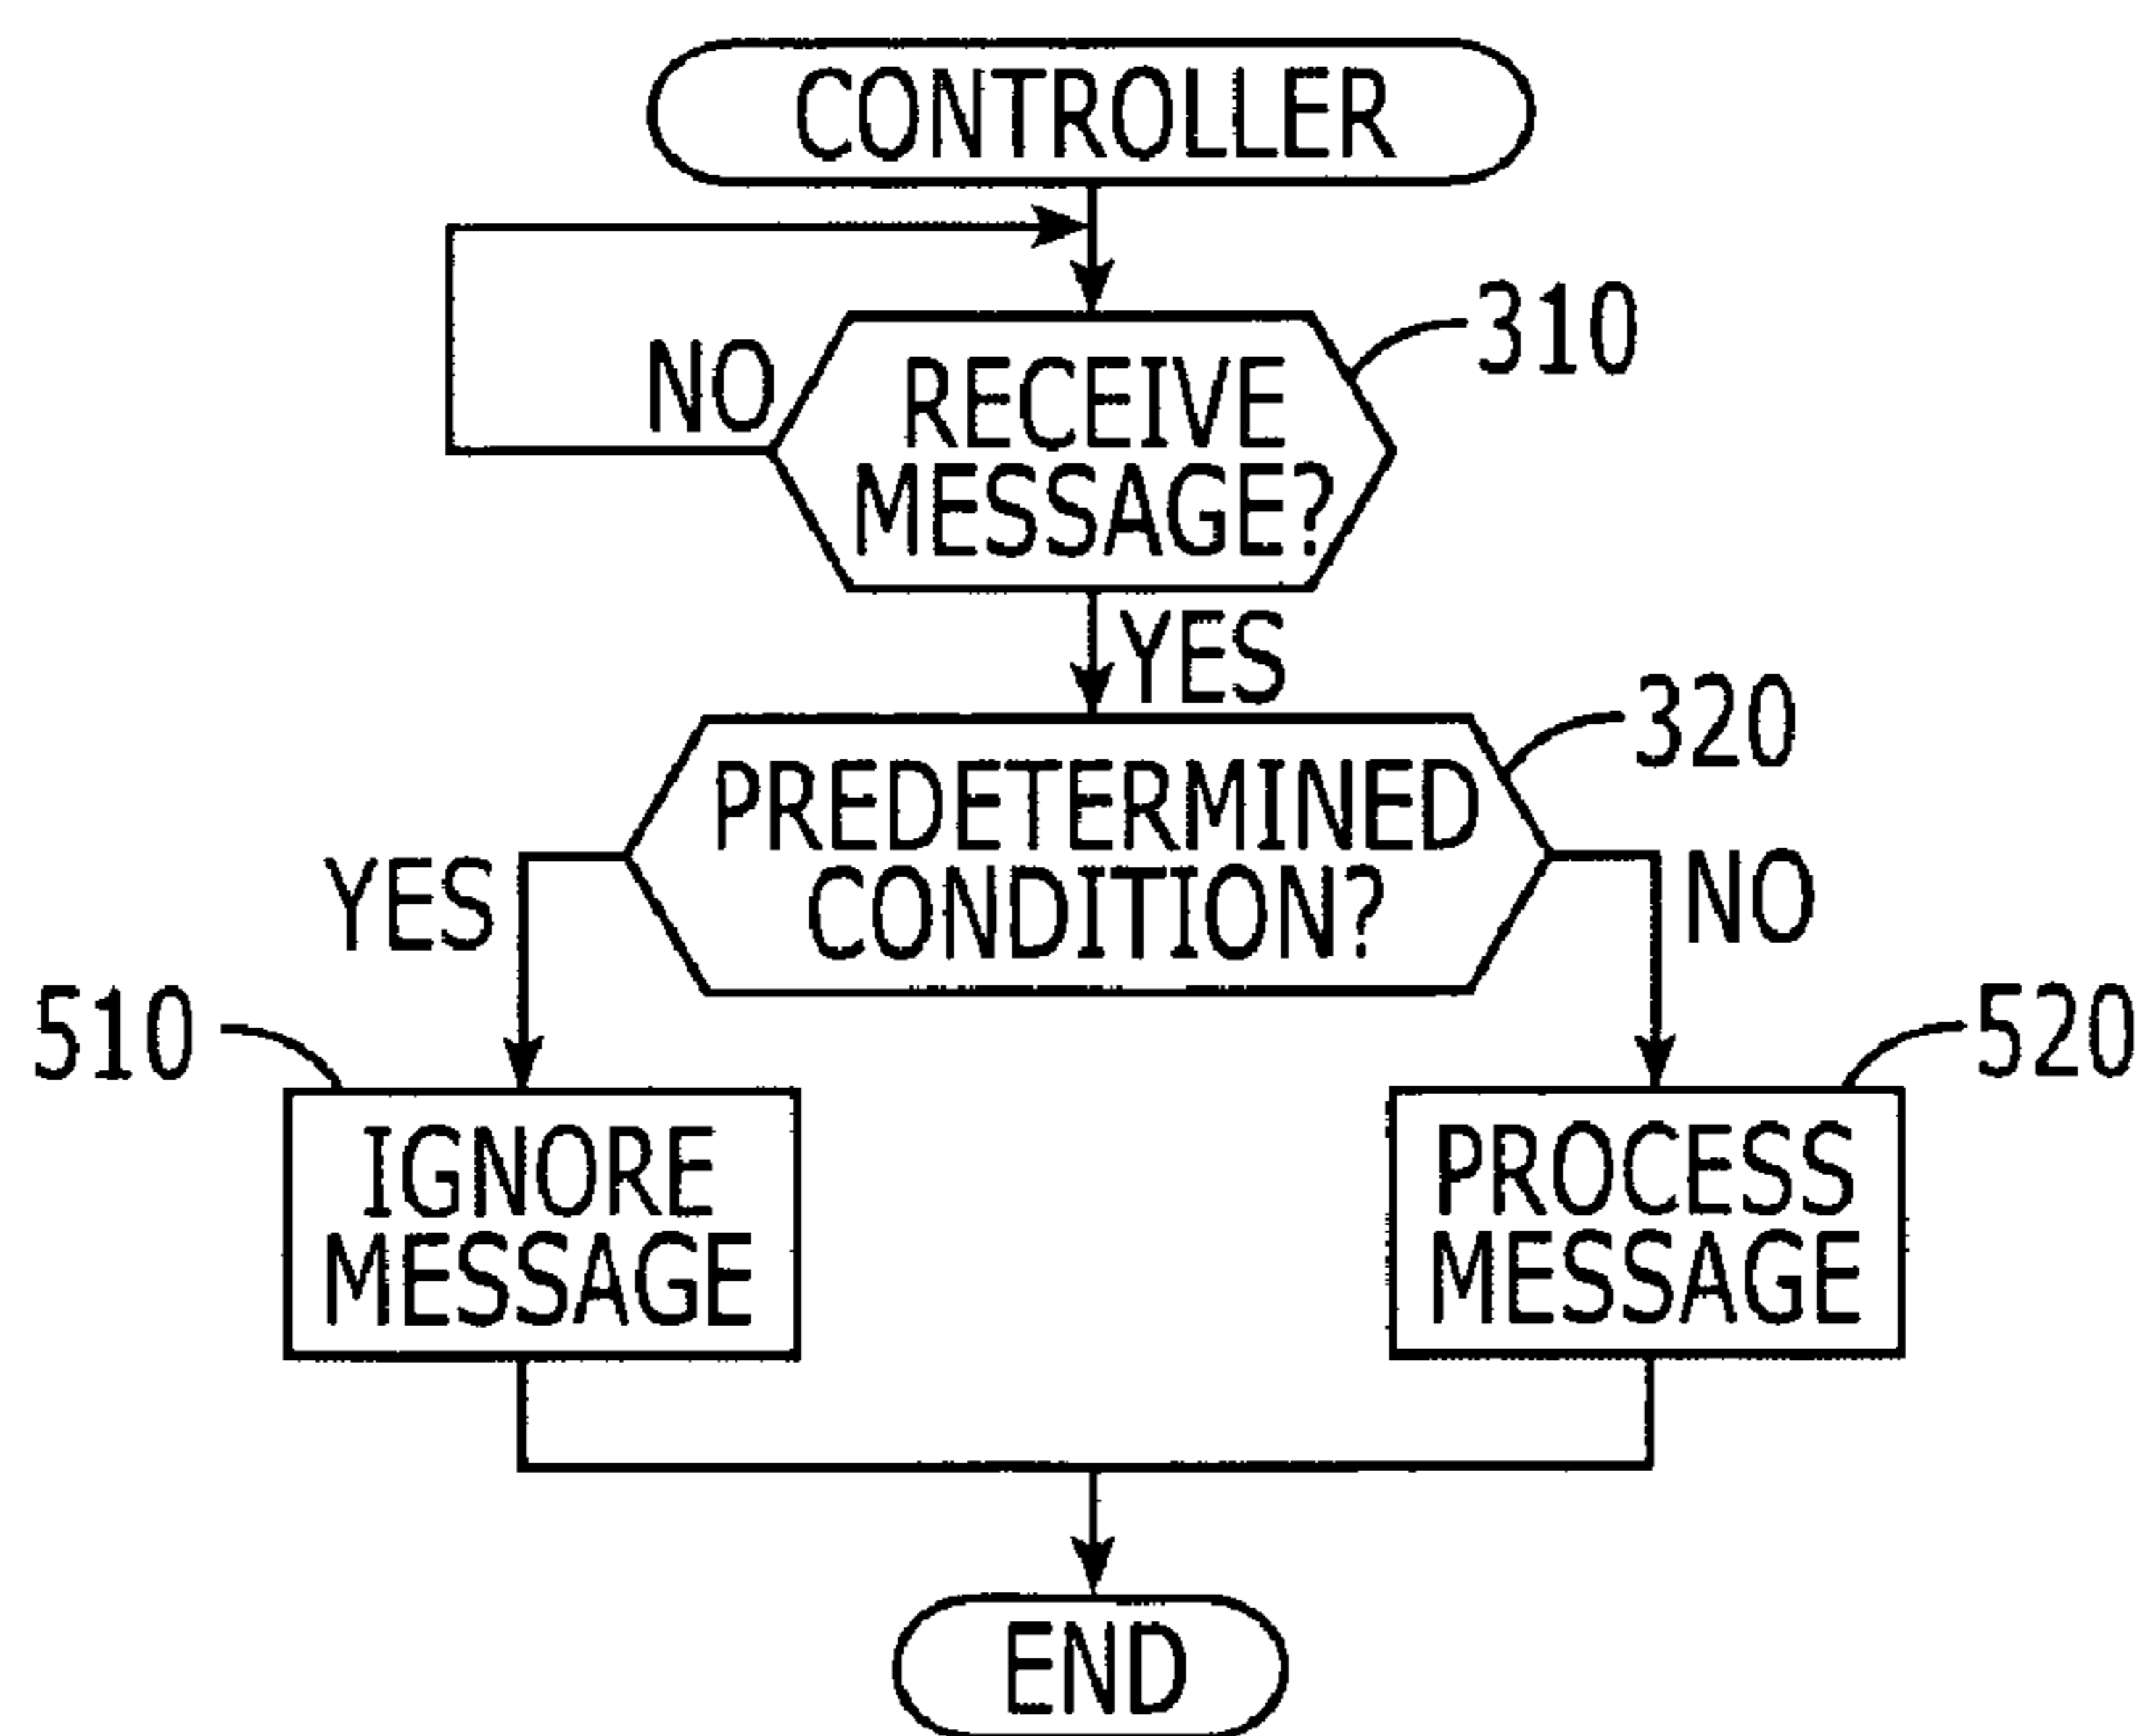 CONTROLLER
310
NO
RECEIVE
MESSAGE?
YES
320
PREDETERMINED
CONDITION?
YES
NO
510
520
IGNORE
MESSAGE
PROCESS
MESSAGE
END